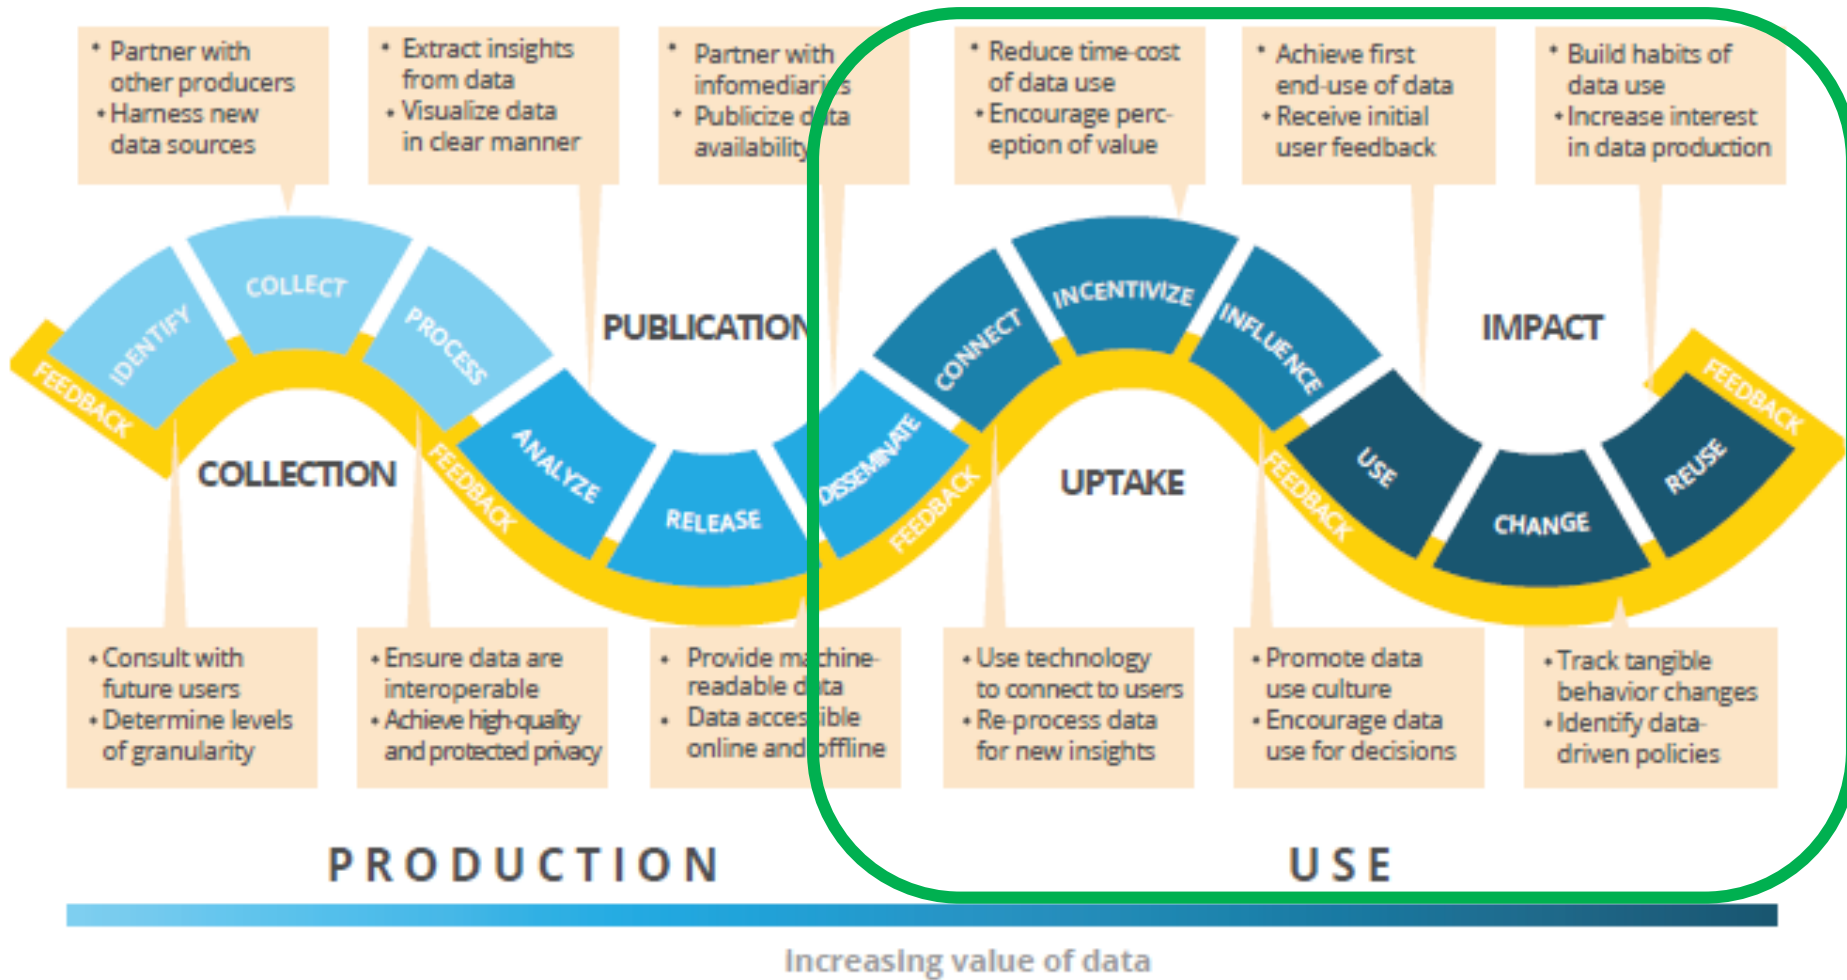 • Partner with
other producers
• Harness new
data sources
• Extract insights
from data
• Visualize data
in clear manner
• Partner with
infomediaries
• Publicize data
availability
• Reduce time-cost
of data use
• Encourage perc-
eption of value
• Achieve first
end-use of data
• Receive initial
user feedback
• Build habits of
data use
• Increase interest
in data production
FEEDBACK
IDENTIFY
COLLECT
PROCESS
COLLECTION
FEEDBACK
PUBLICATION
ANALYZE
RELEASE
DISSEMINATE
FEEDBACK
CONNECT
INCENTIVIZE
INFLUENCE
UPTAKE
FEEDBACK
IMPACT
USE
CHANGE
REUSE
FEEDBACK
• Consult with
future users
• Determine levels
of granularity
• Ensure data are
interoperable
• Achieve high-quality
and protected privacy
• Provide machine-
readable data
• Data accessible
online and offline
• Use technology
to connect to users
• Re-process data
for new insights
• Promote data
use culture
• Encourage data
use for decisions
• Track tangible
behavior changes
• Identify data-
driven policies
PRODUCTION
USE
Increasing value of data